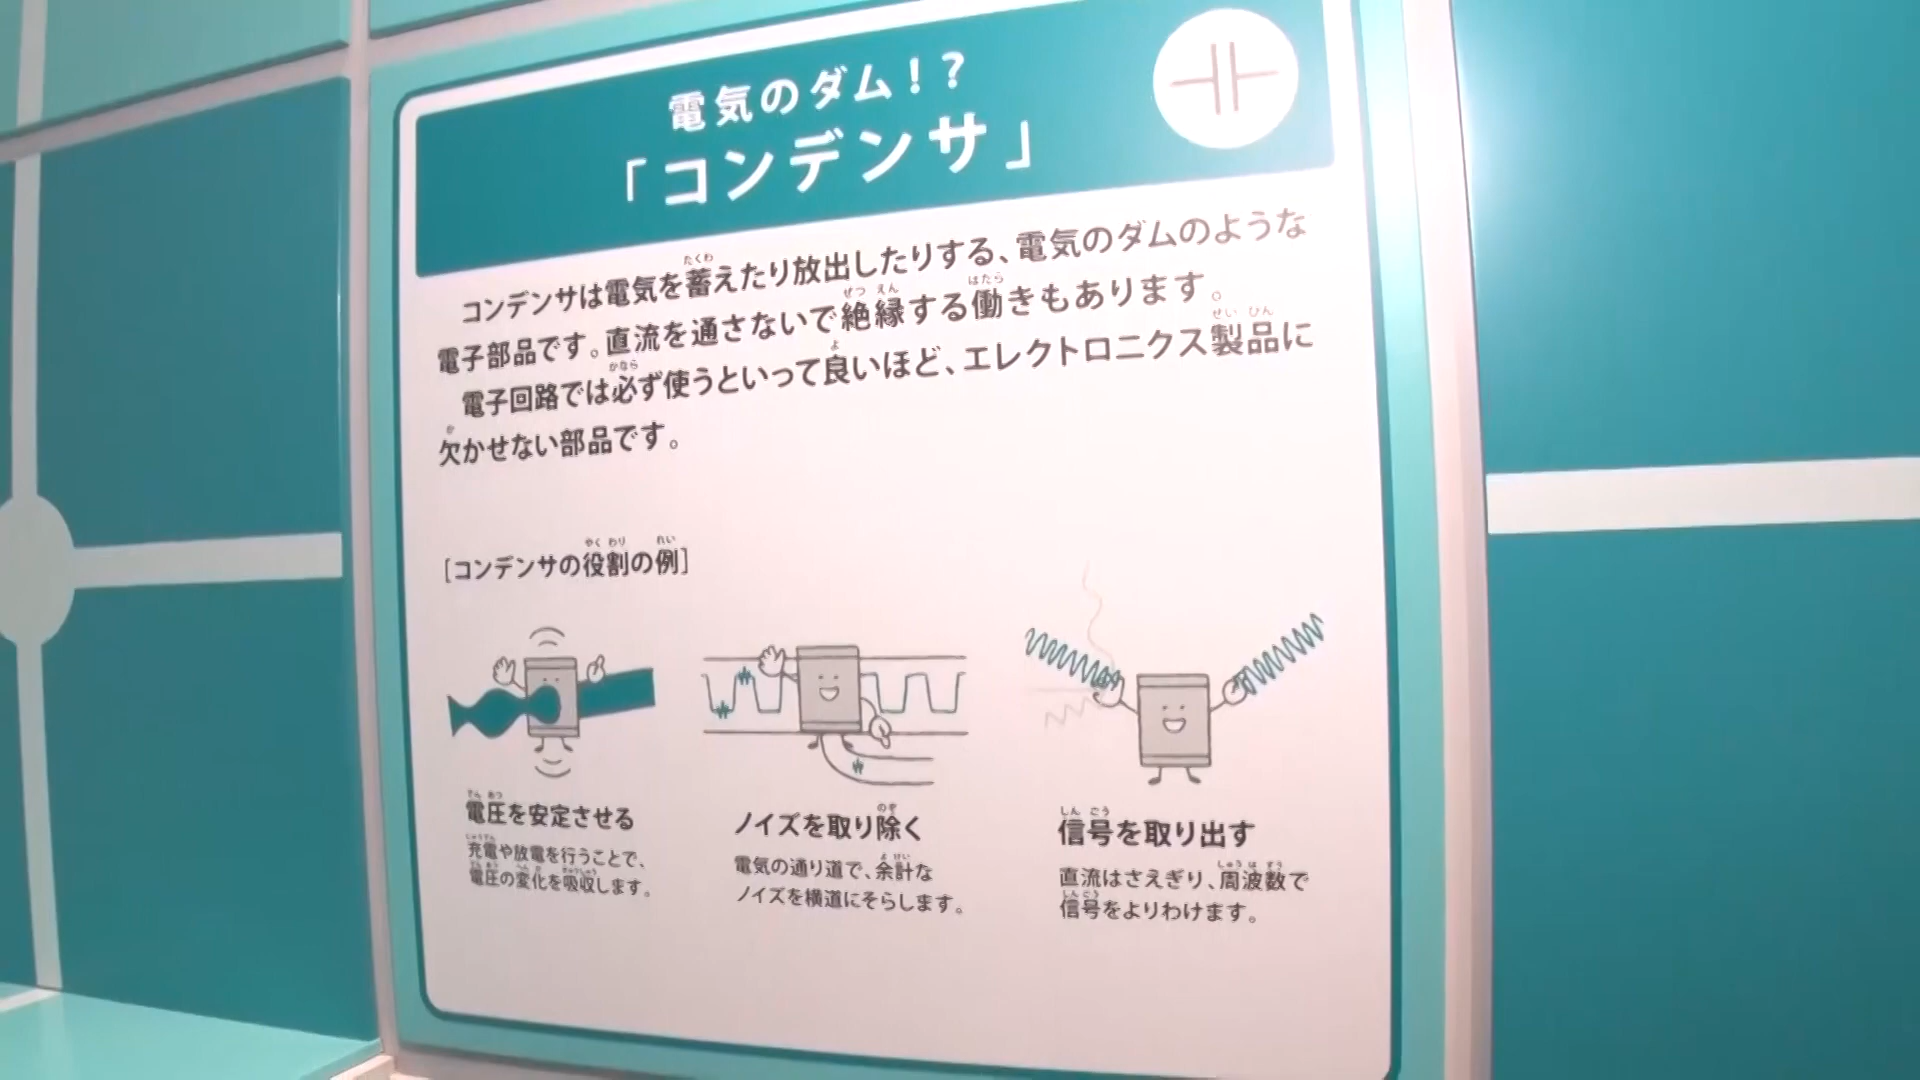 電気のダム！？
「コンデンサ」
コンデンサは電気を蓄えたり放出したりする、電気のダムのような
電子部品です。直流を通さないで絶縁する働きもあります。
電子回路では必ず使うといって良いほど、エレクトロニクス製品に
欠かせない部品です。
[コンデンサの役割の例]
電圧を安定させる
充電や放電を行うことで、
電圧の変化を吸収します。
ノイズを取り除く
電気の通り道で、余計な
ノイズを横道にそらします。
信号を取り出す
直流はさえぎり、周波数で
信号をよりわけます。